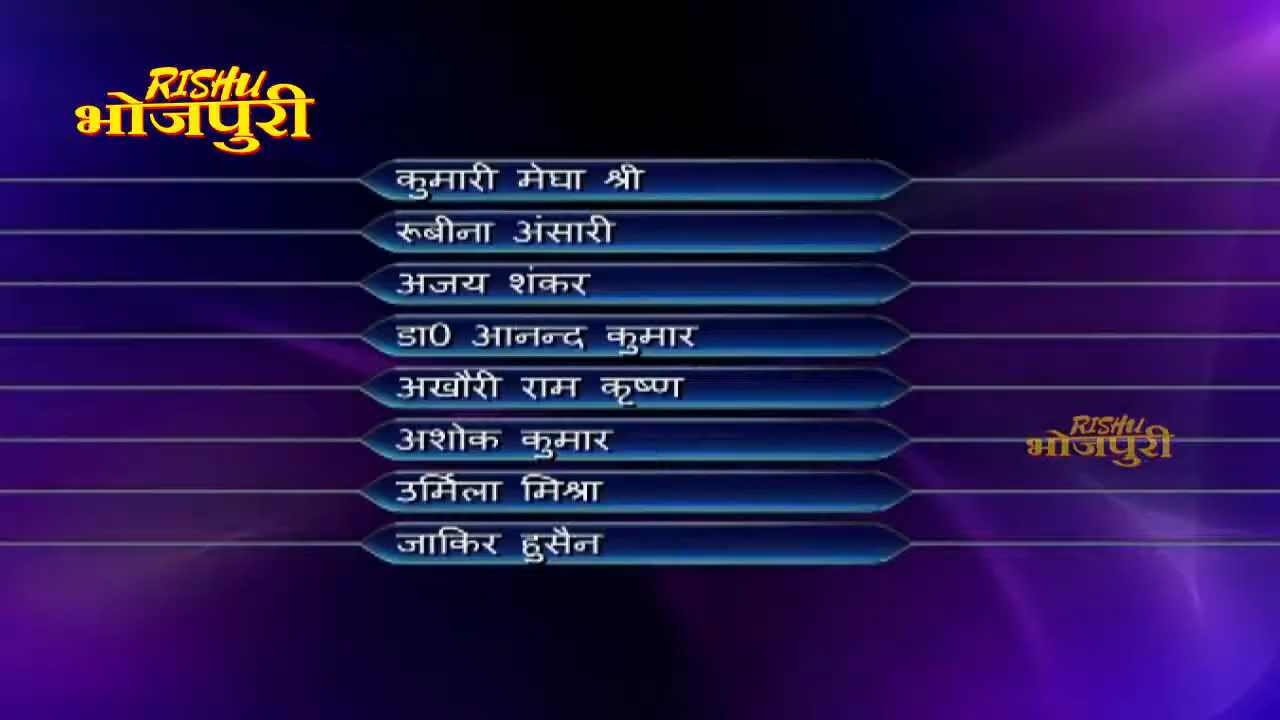 RISHU
भोजपुरी
कुमारी मेघा श्री
रूबीना अंसारी
अजय शंकर
डा0 आनन्द कुमार
अखौरी राम कृष्ण
अशोक कुमार
RISHU
भोजपुरी
उर्मिला मिश्रा
जाकिर हुसैन